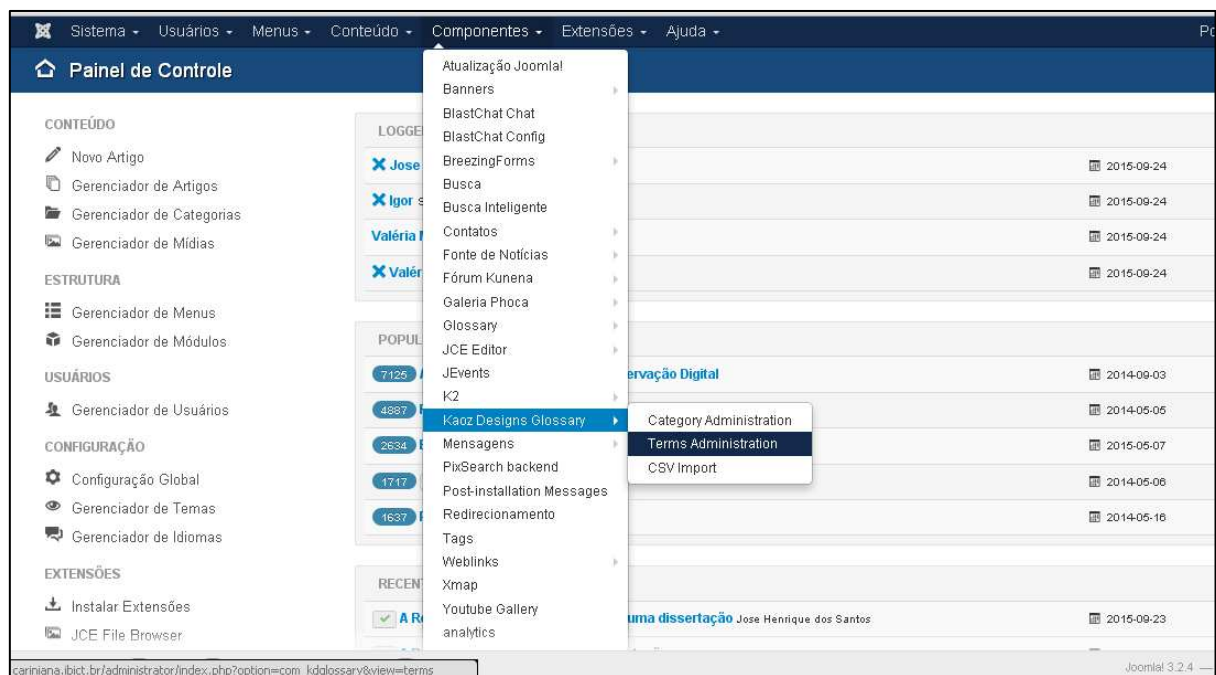 Sistema Usuários Menus Conteúdo Componentes Extensões Ajuda
Painel de Controle
CONTEÚDO
Novo Artigo
Gerenciador de Artigos
Gerenciador de Categorias
Gerenciador de Mídias
ESTRUTURA
Gerenciador de Menus
Gerenciador de Módulos
USUÁRIOS
Gerenciador de Usuários
CONFIGURAÇÃO
Configuração Global
Gerenciador de Temas
Gerenciador de Idiomas
EXTENSÕES
Instalar Extensões
JCE File Browser
Atualização Joomla!
Banners
BlastChat Chat
BlastChat Config
BreezingForms
Busca
Busca Inteligente
Contatos
Fonte de Notícias
Fórum Kunena
Galeria Phoca
Glossary
JCE Editor
JEvents
K2
Kaoz Designs Glossary
Mensagens
PixSearch backend
Post-installation Messages
Redirecionamento
Tags
Weblinks
Xmap
Youtube Gallery
analytics
Category Administration
Terms Administration
CSV Import
LOGGE
Jose 2015-09-24
Igor s 2015-09-24
Valéria 2015-09-24
Valér 2015-09-24
POPUL
7125 ervação Digital 2014-09-03
4887 2014-05-05
2634 2015-05-07
1717 2014-05-06
1637 2014-05-16
RECEN
A R uma dissertação Jose Henrique dos Santos 2015-09-23
cariniana.ibict.br/administrator/index.php?option=com_kdglossary&view=terms
Joomla! 3.2.4 —